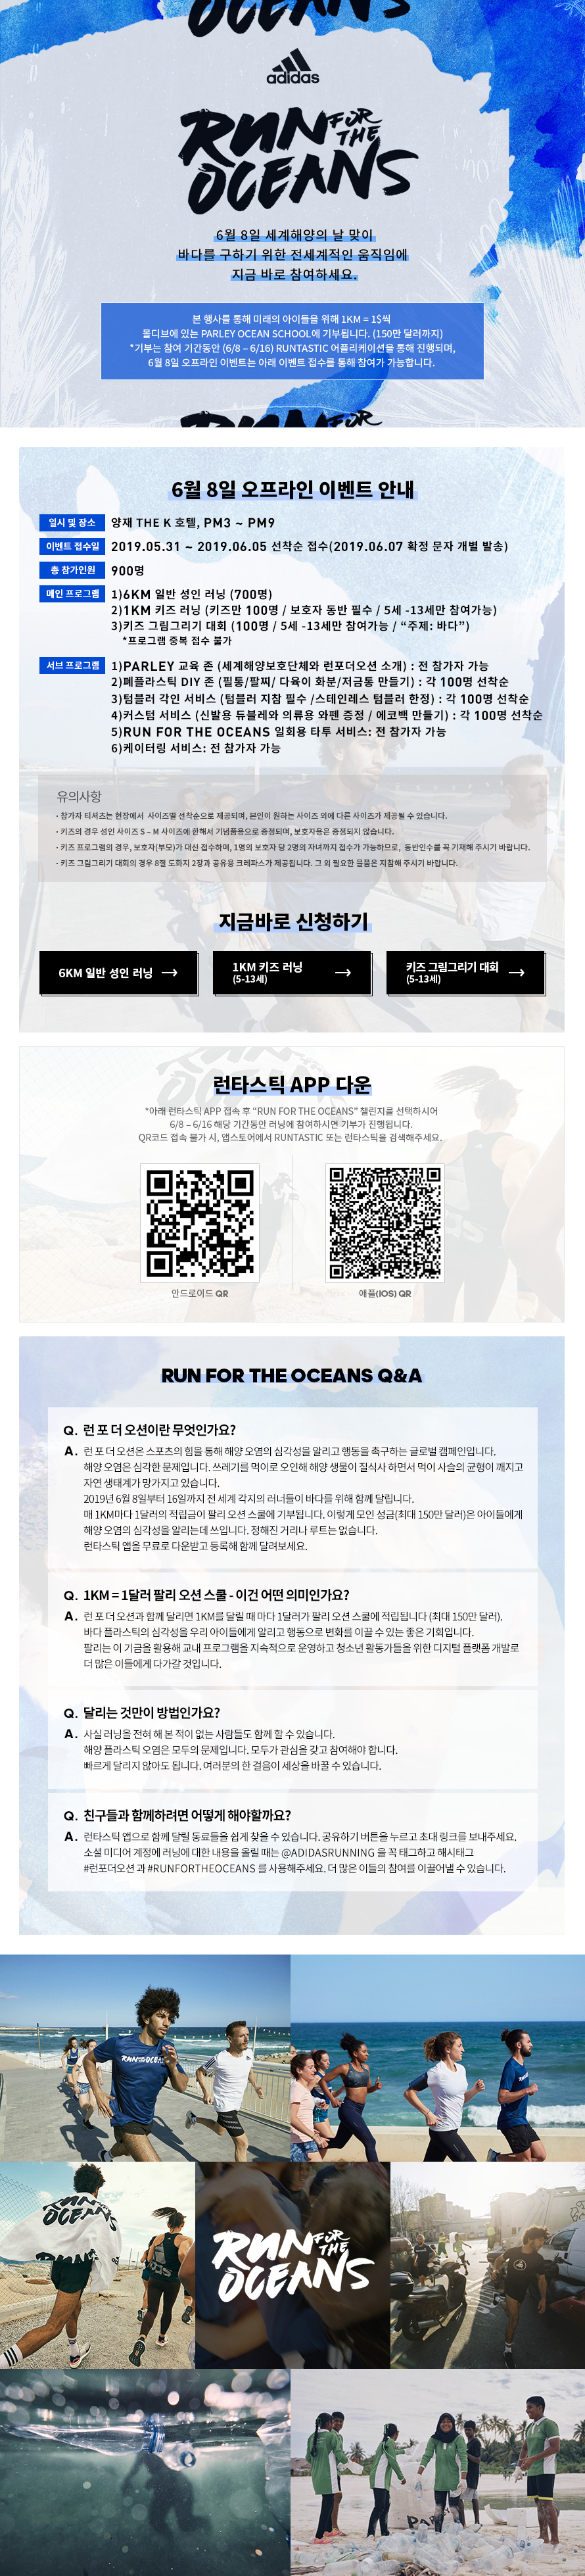 OCEANS
adidas
RUN FOR THE OCEANS
6월 8일 세계해양의 날 맞이
바다를 구하기 위한 전세계적인 움직임에
지금 바로 참여하세요.
본 행사를 통해 미래의 아이들을 위해 1KM = 1$씩
몰디브에 있는 PARLEY OCEAN SCHOOL에 기부됩니다. (150만 달러까지)
*기부는 참여 기간동안 (6/8 – 6/16) RUNTASTIC 어플리케이션을 통해 진행되며,
6월 8일 오프라인 이벤트는 아래 이벤트 접수를 통해 참여가 가능합니다.
RUN FOR
6월 8일 오프라인 이벤트 안내
일시 및 장소 양재 THE K 호텔, PM3 ~ PM9
이벤트 접수일 2019.05.31 ~ 2019.06.05 선착순 접수(2019.06.07 확정 문자 개별 발송)
총 참가인원 900명
메인 프로그램 1)6KM 일반 성인 러닝 (700명)
2)1KM 키즈 러닝 (키즈만 100명 / 보호자 동반 필수 / 5세 -13세만 참여가능)
3)키즈 그림그리기 대회 (100명 / 5세 -13세만 참여가능 / “주제: 바다”)
*프로그램 중복 접수 불가
서브 프로그램 1)PARLEY 교육 존 (세계해양보호단체와 런포더오션 소개) : 전 참가자 가능
2)폐플라스틱 DIY 존 (필통/팔찌/ 다육이 화분/저금통 만들기) : 각 100명 선착순
3)텀블러 각인 서비스 (텀블러 지참 필수 /스테인레스 텀블러 한정) : 각 100명 선착순
4)커스텀 서비스 (신발용 듀블레와 의류용 와펜 증정 / 에코백 만들기) : 각 100명 선착순
5)RUN FOR THE OCEANS 일회용 타투 서비스: 전 참가자 가능
6)케이터링 서비스: 전 참가자 가능
유의사항
· 참가자 티셔츠는 현장에서 사이즈별 선착순으로 제공되며, 본인이 원하는 사이즈 외에 다른 사이즈가 제공될 수 있습니다.
· 키즈의 경우 성인 사이즈 S – M 사이즈에 한해서 기념품용으로 증정되며, 보호자용은 증정되지 않습니다.
· 키즈 프로그램의 경우, 보호자(부모)가 대신 접수하며, 1명의 보호자 당 2명의 자녀까지 접수가 가능하므로, 동반인수를 꼭 기재해 주시기 바랍니다.
· 키즈 그림그리기 대회의 경우 8절 도화지 2장과 공유용 크레파스가 제공됩니다. 그 외 필요한 물품은 지참해 주시기 바랍니다.
지금바로 신청하기
6KM 일반 성인 러닝 →
1KM 키즈 러닝 →
(5-13세)
키즈 그림그리기 대회 →
(5-13세)
런타스틱 APP 다운
*아래 런타스틱 APP 접속 후 “RUN FOR THE OCEANS” 챌린지를 선택하시어
6/8 – 6/16 해당 기간동안 러닝에 참여하시면 기부가 진행됩니다.
QR코드 접속 불가 시, 앱스토어에서 RUNTASTIC 또는 런타스틱을 검색해주세요.
안드로이드 QR
애플(IOS) QR
RUN FOR THE OCEANS Q&A
Q. 런 포 더 오션이란 무엇인가요?
A. 런 포 더 오션은 스포츠의 힘을 통해 해양 오염의 심각성을 알리고 행동을 촉구하는 글로벌 캠페인입니다.
해양 오염은 심각한 문제입니다. 쓰레기를 먹이로 오인해 해양 생물이 질식사 하면서 먹이 사슬의 균형이 깨지고
자연 생태계가 망가지고 있습니다.
2019년 6월 8일부터 16일까지 전 세계 각지의 러너들이 바다를 위해 함께 달립니다.
매 1KM마다 1달러의 적립금이 팔리 오션 스쿨에 기부됩니다. 이렇게 모인 성금(최대 150만 달러)은 아이들에게
해양 오염의 심각성을 알리는데 쓰입니다. 정해진 거리나 루트는 없습니다.
런타스틱 앱을 무료로 다운받고 등록해 함께 달려보세요.
Q. 1KM = 1달러 팔리 오션 스쿨 - 이건 어떤 의미인가요?
A. 런 포 더 오션과 함께 달리면 1KM를 달릴 때 마다 1달러가 팔리 오션 스쿨에 적립됩니다 (최대 150만 달러).
바다 플라스틱의 심각성을 우리 아이들에게 알리고 행동으로 변화를 이끌 수 있는 좋은 기회입니다.
팔리는 이 기금을 활용해 교내 프로그램을 지속적으로 운영하고 청소년 활동가들을 위한 디지털 플랫폼 개발로
더 많은 이들에게 다가갈 것입니다.
Q. 달리는 것만이 방법인가요?
A. 사실 러닝을 전혀 해 본 적이 없는 사람들도 함께 할 수 있습니다.
해양 플라스틱 오염은 모두의 문제입니다. 모두가 관심을 갖고 참여해야 합니다.
빠르게 달리지 않아도 됩니다. 여러분의 한 걸음이 세상을 바꿀 수 있습니다.
Q. 친구들과 함께하려면 어떻게 해야할까요?
A. 런타스틱 앱으로 함께 달릴 동료들을 쉽게 찾을 수 있습니다. 공유하기 버튼을 누르고 초대 링크를 보내주세요.
소셜 미디어 계정에 러닝에 대한 내용을 올릴 때는 @ADIDASRUNNING 을 꼭 태그하고 해시태그
#런포더오션 과 #RUNFORTHEOCEANS 를 사용해주세요. 더 많은 이들의 참여를 이끌어낼 수 있습니다.
RUN FOR THE OCEANS
RUN FOR THE OCEANS